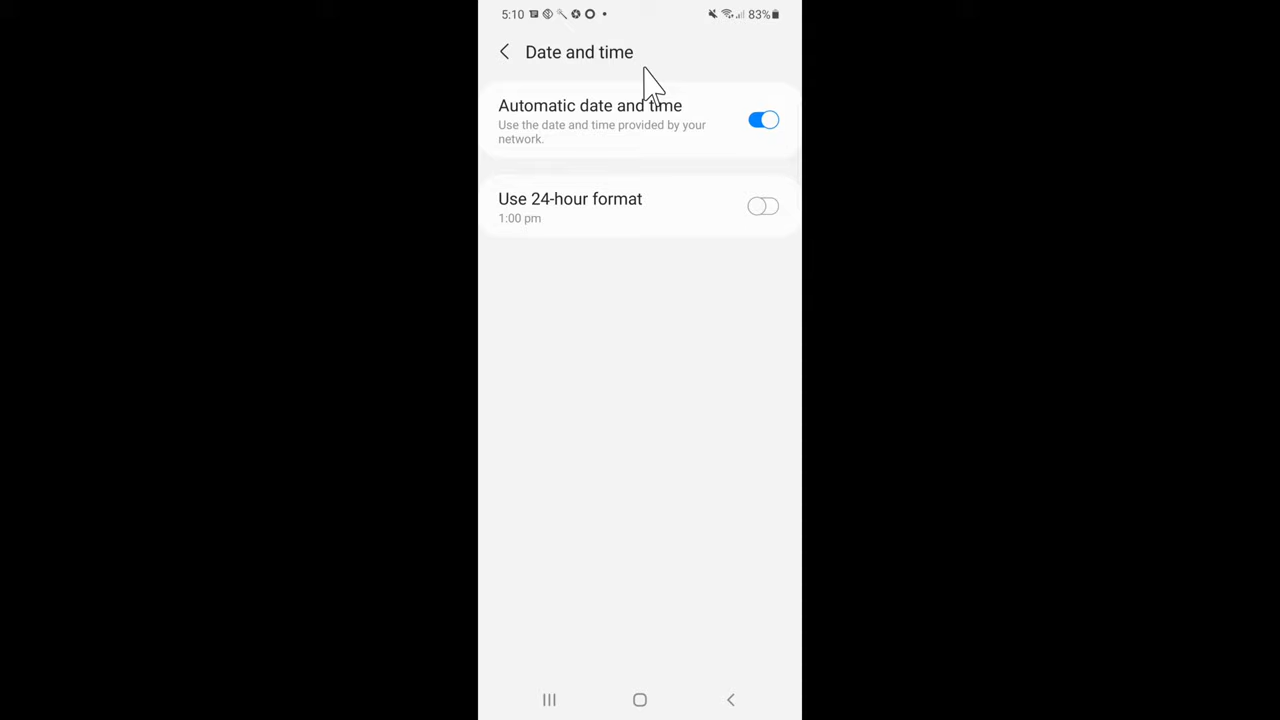 5:10 83%
Date and time
Automatic date and time
Use the date and time provided by your
network.
Use 24-hour format
1:00 pm